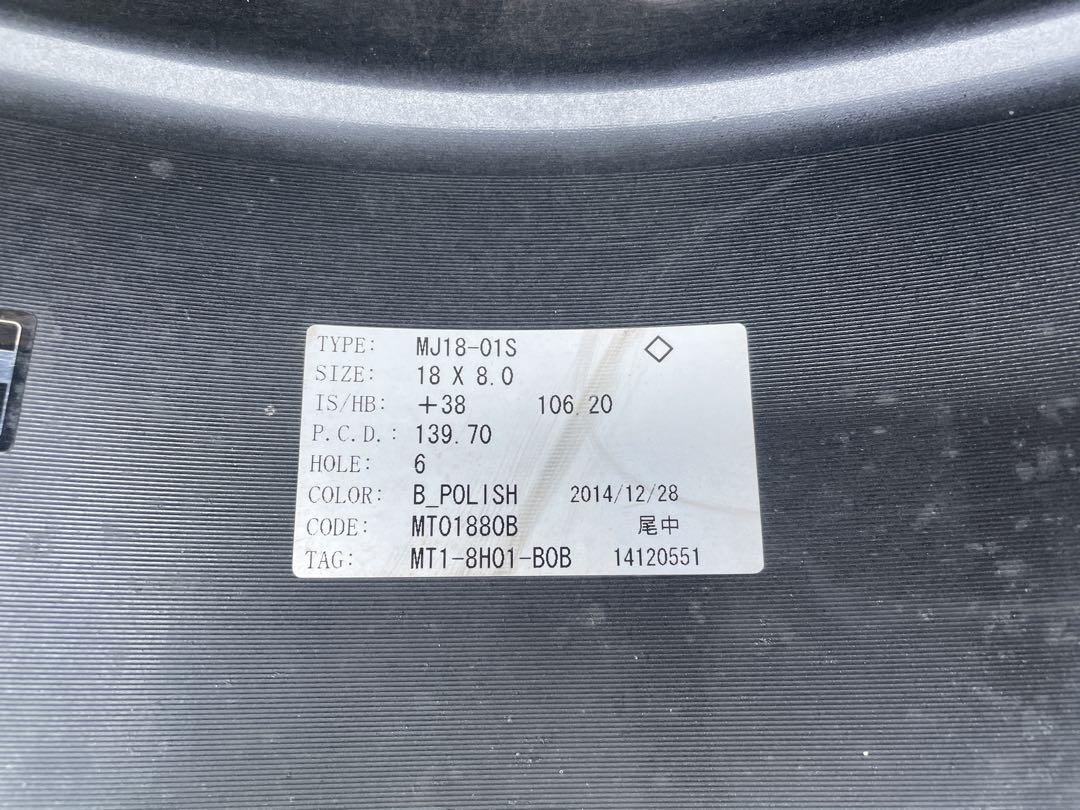 TYPE: MJ18-01S ◇
SIZE: 18 X 8.0
IS/HB: +38 106.20
P.C.D.: 139.70
HOLE: 6
COLOR: B_POLISH 2014/12/28
CODE: MT01880B 尾中
TAG: MT1-8H01-B0B 14120551